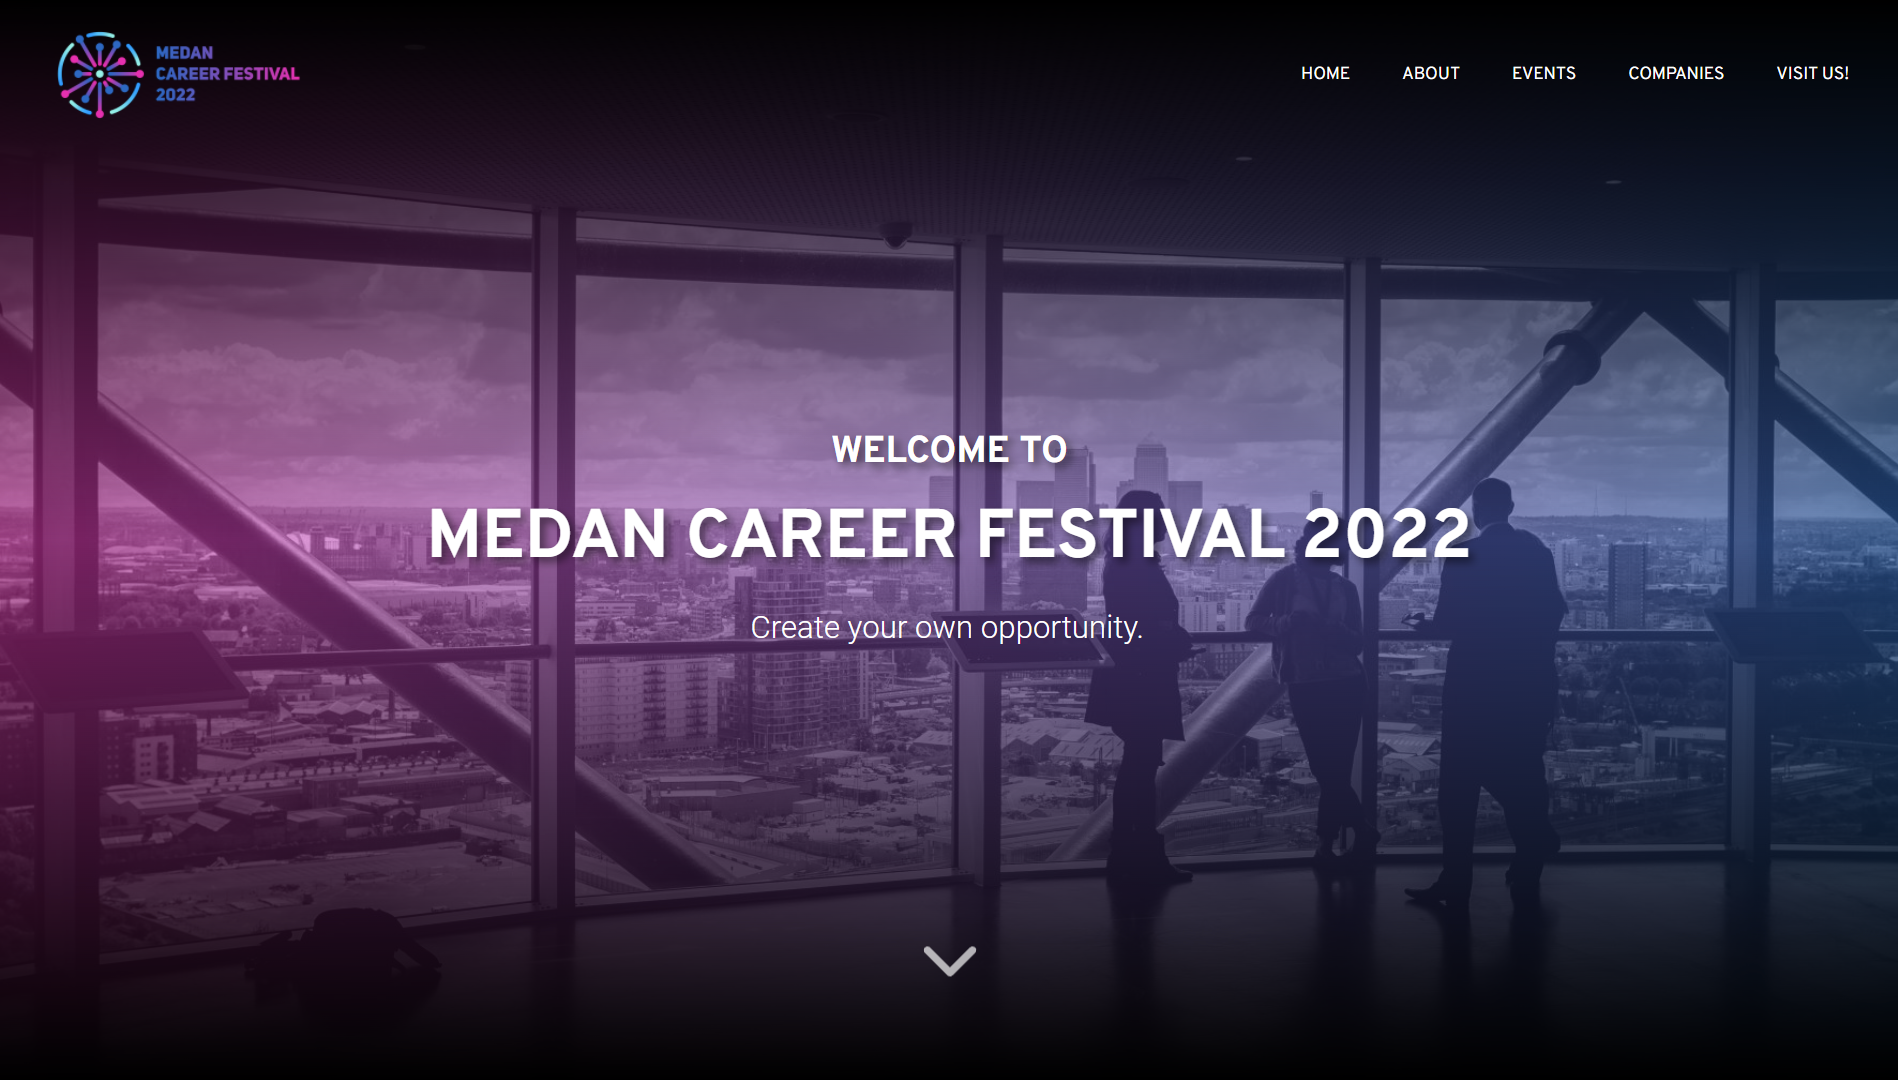 MEDAN
CAREER FESTIVAL
2022
HOME
ABOUT
EVENTS
COMPANIES
VISIT US!
WELCOME TO
MEDAN CAREER FESTIVAL 2022
Create your own opportunity.